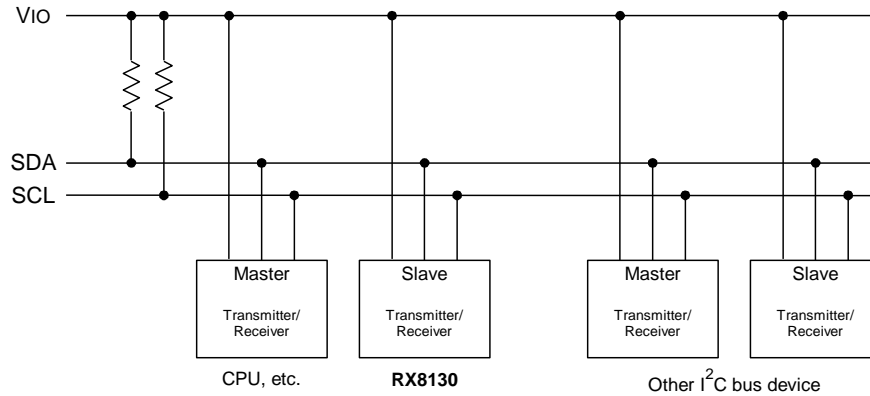 VIO
SDA
SCL
Master
Transmitter/
Receiver
CPU, etc.
Slave
Transmitter/
Receiver
RX8130
Master
Transmitter/
Receiver
Slave
Transmitter/
Receiver
Other I²C bus device